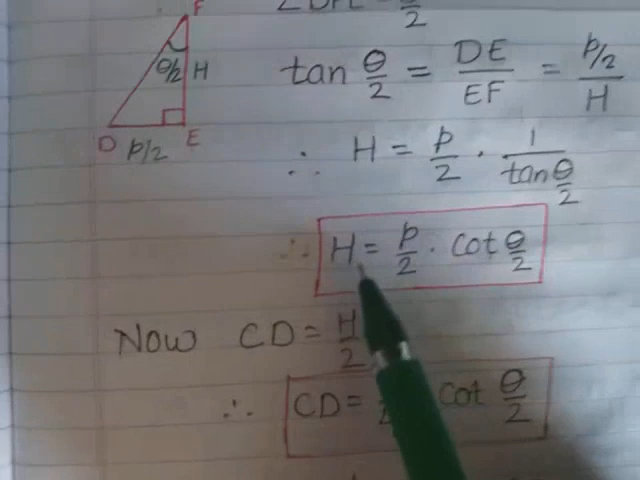 F
θ/2 H
D p/2 E
tan θ/2 = DE/EF = p/2/H
∴ H = p/2 · 1/tan θ/2
∴ H = p/2 · cot θ/2
Now CD = H/2
∴ CD = cot θ/2